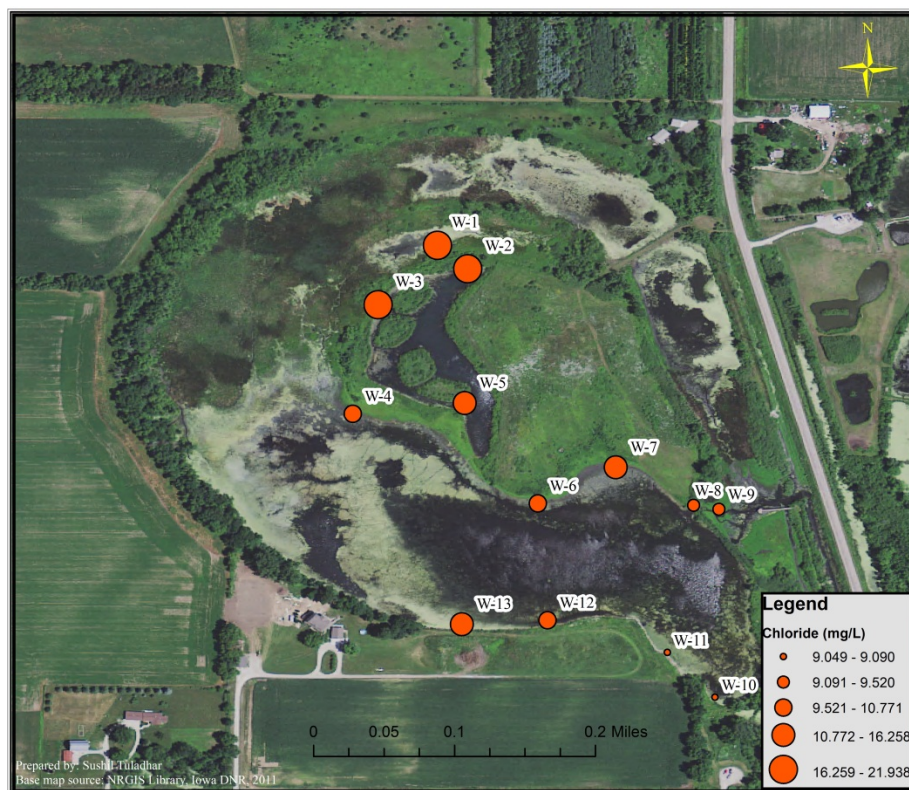 N
W-1
W-2
W-3
W-5
W-4
W-7
W-6
W-8
W-9
W-13
W-12
W-11
W-10
Legend
Chloride (mg/L)
9.049 - 9.090
9.091 - 9.520
9.521 - 10.771
10.772 - 16.258
16.259 - 21.938
0 0.05 0.1 0.2 Miles
Prepared by: Sushil Tuladhar
Base map source: NRGIS Library, Iowa DNR, 2011